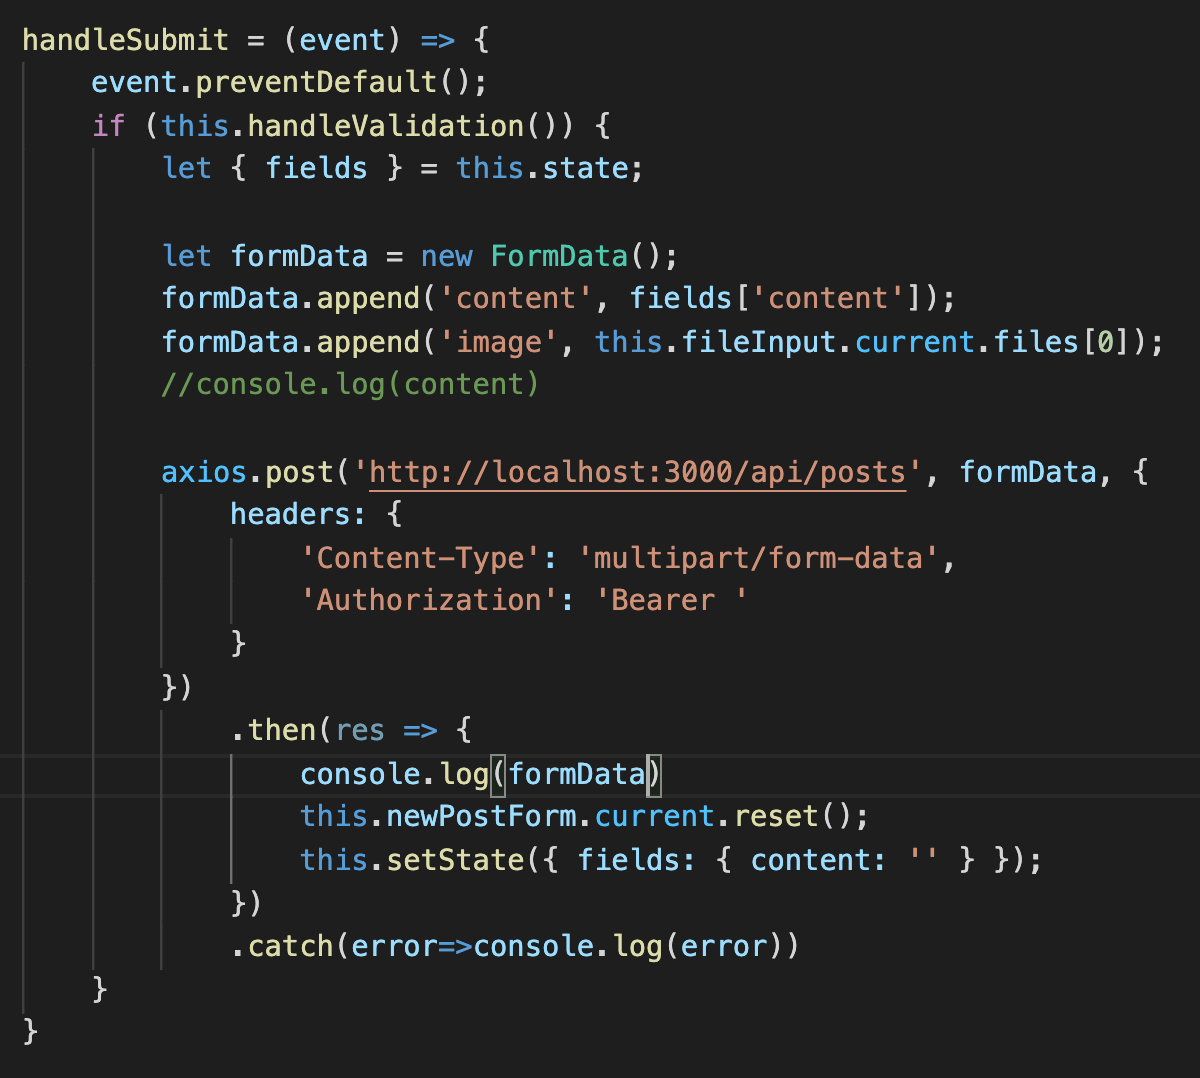 handleSubmit = (event) => {
    event.preventDefault();
    if (this.handleValidation()) {
        let { fields } = this.state;

        let formData = new FormData();
        formData.append('content', fields['content']);
        formData.append('image', this.fileInput.current.files[0]);
        //console.log(content)

        axios.post('http://localhost:3000/api/posts', formData, {
            headers: {
                'Content-Type': 'multipart/form-data',
                'Authorization': 'Bearer '
            }
        })
            .then(res => {
                console.log(formData)
                this.newPostForm.current.reset();
                this.setState({ fields: { content: '' } });
            })
            .catch(error=>console.log(error))
    }
}